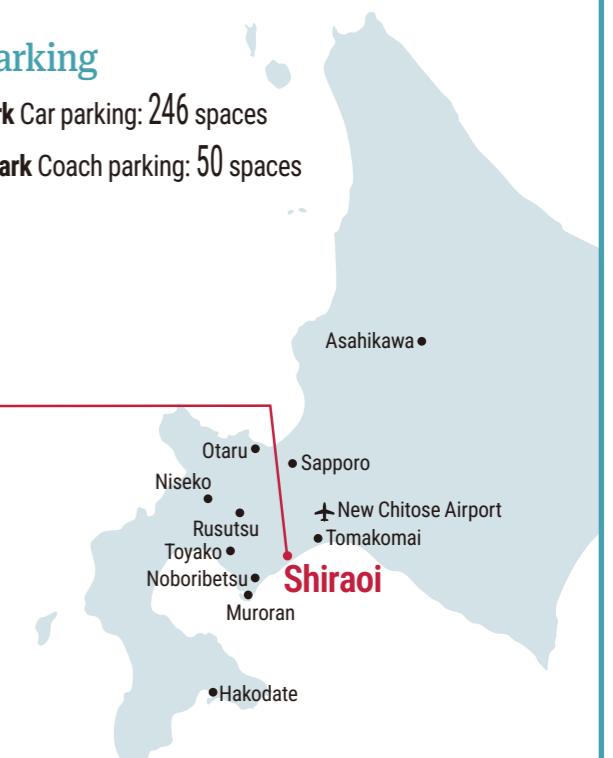 arking
k Car parking: 246 spaces
ark Coach parking: 50 spaces
Asahikawa
Otaru
Sapporo
Niseko
New Chitose Airport
Rusutsu
Tomakomai
Toyako
Noboribetsu
Shiraoi
Muroran
Hakodate